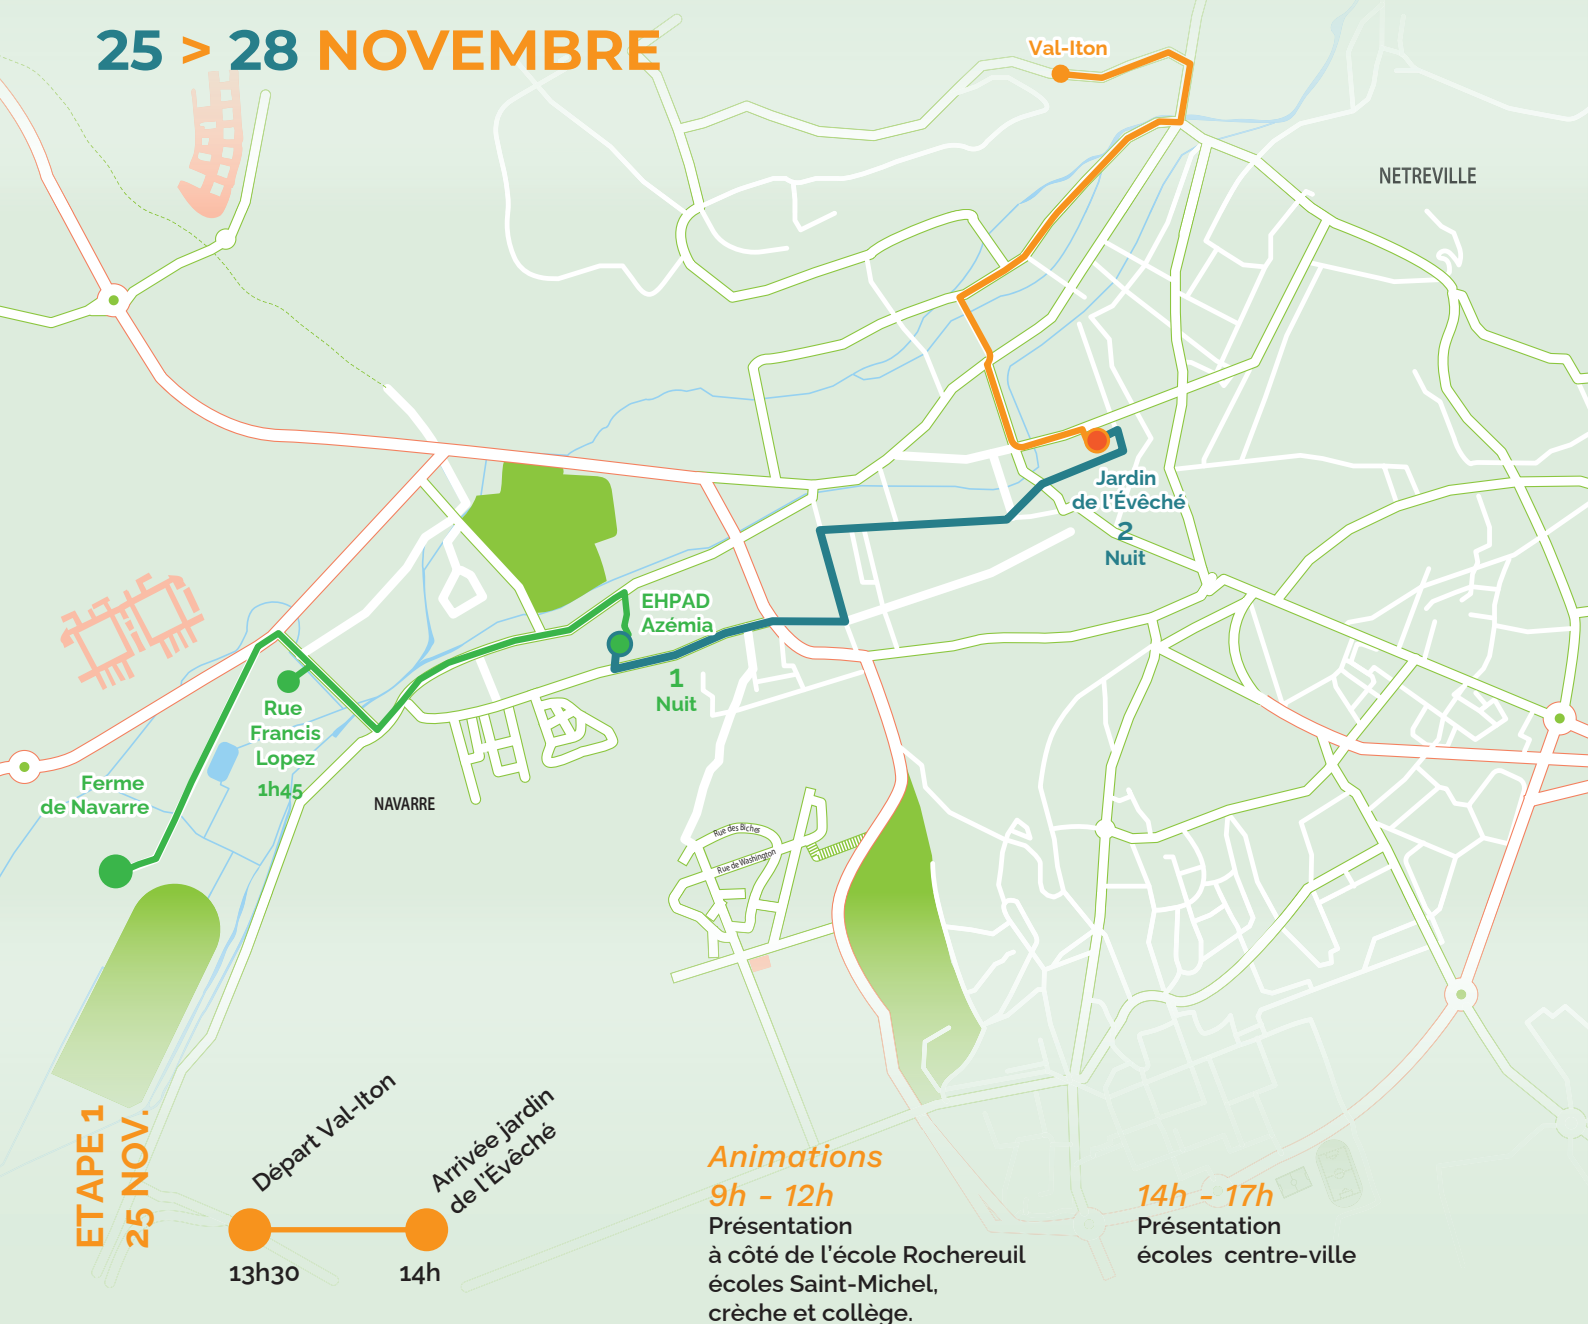 25 > 28 NOVEMBRE
Val-Iton
NETREVILLE
Jardin
de l'Évêché
2
Nuit
EHPAD
Azémia
1
Nuit
Rue
Francis
Lopez
1h45
Ferme
de Navarre
NAVARRE
Rue des Biches
Rue de Washington
ETAPE 1
25 NOV.
Départ Val-Iton
Arrivée jardin
de l'Évêché
13h30
14h
Animations
9h - 12h
Présentation
à côté de l'école Rochereuil
écoles Saint-Michel,
crèche et collège.
14h - 17h
Présentation
écoles centre-ville